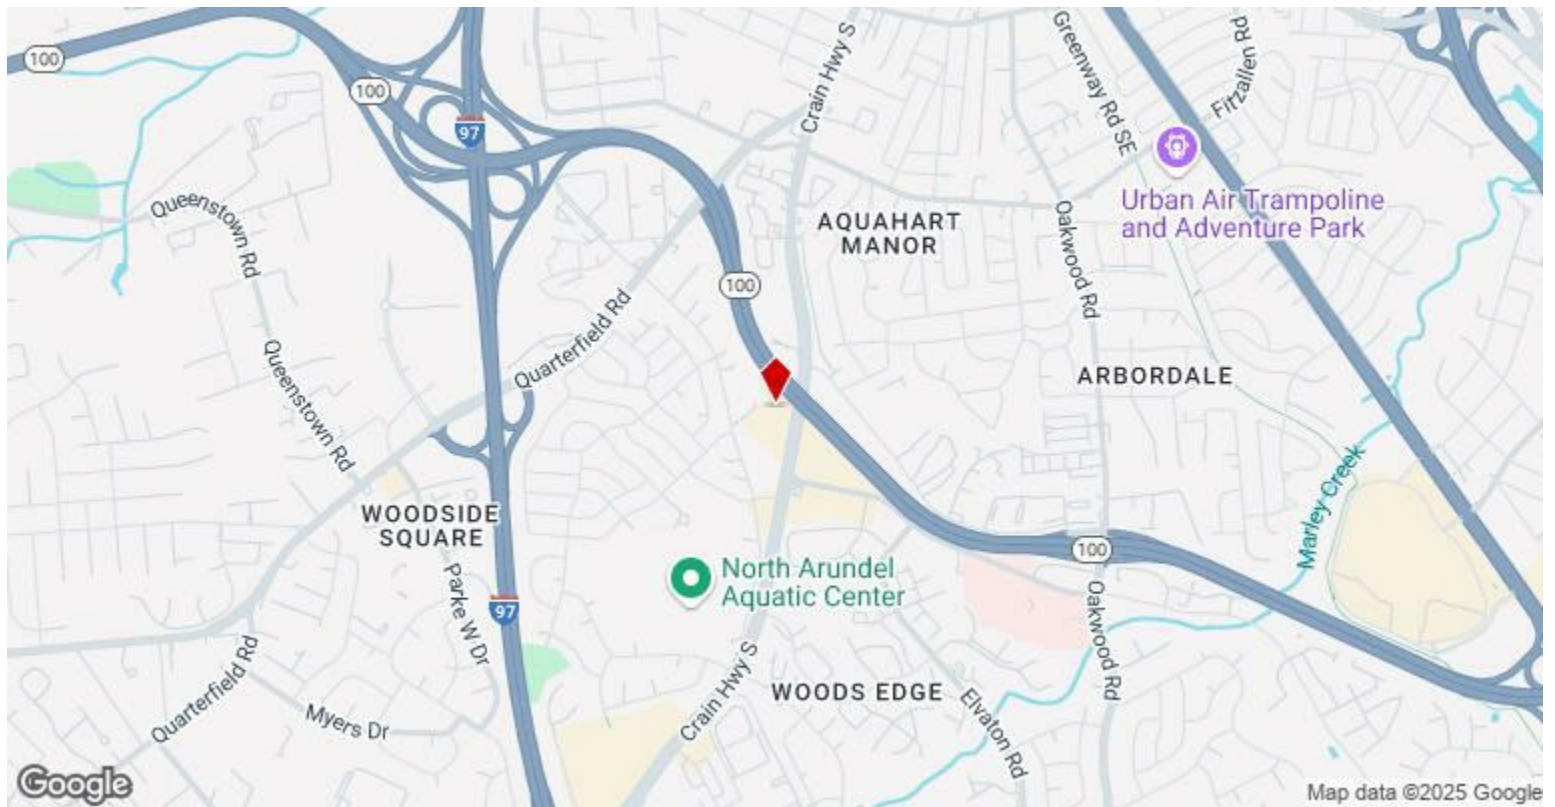 100
100
97
Crain Hwy S
Greenway Rd SE
Fitzallen Rd
Urban Air Trampoline
and Adventure Park
Queenstown Rd
AQUAHART
MANOR
Oakwood Rd
100
Quarterfield Rd
Queenstown Rd
ARBORDALE
Marley Creek
WOODSIDE
SQUARE
100
North Arundel
Aquatic Center
Parke W Dr
97
Oakwood Rd
Quarterfield Rd
Myers Dr
Crain Hwy S
WOODS EDGE
Elvaton Rd
Google
Map data ©2025 Google